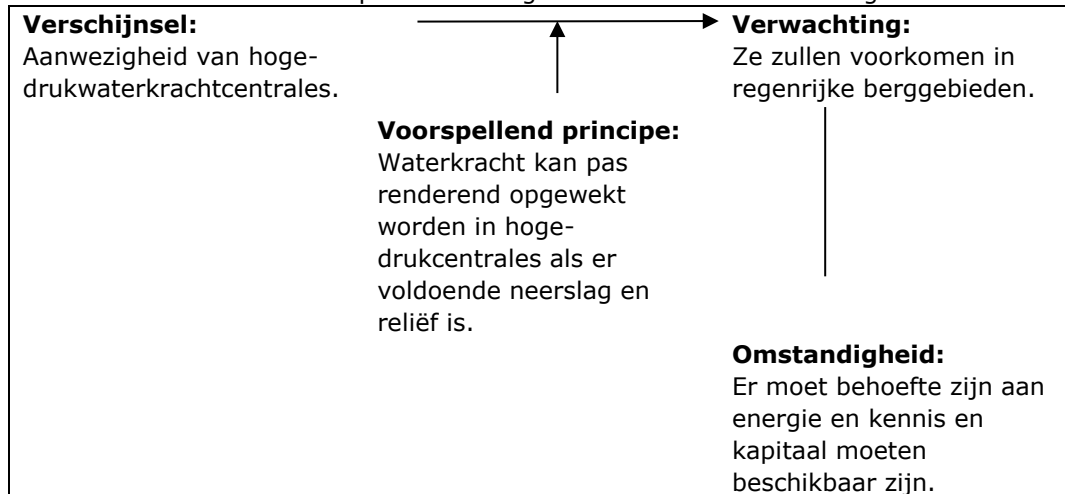 Verschijnsel:
Aanwezigheid van hoge-
drukwaterkrachtcentrales.
Verwachting:
Ze zullen voorkomen in
regenrijke berggebieden.
Voorspellend principe:
Waterkracht kan pas
renderend opgewekt
worden in hoge-
drukcentrales als er
voldoende neerslag en
reliëf is.
Omstandigheid:
Er moet behoefte zijn aan
energie en kennis en
kapitaal moeten
beschikbaar zijn.